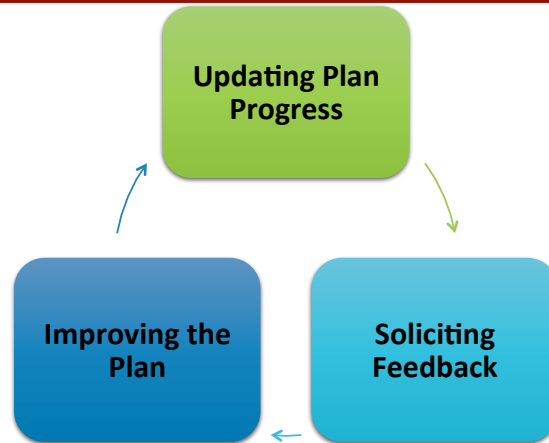 Updating Plan
Progress
Improving the
Plan
Soliciting
Feedback